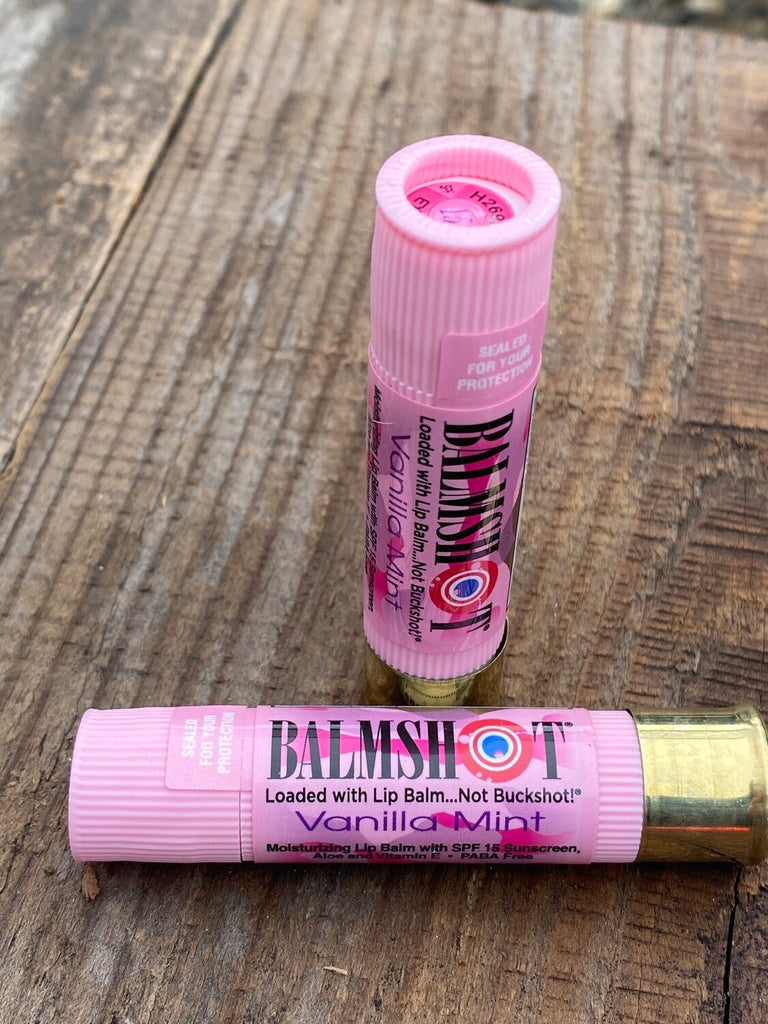 H269
SEALED
FOR YOUR
PROTECTION
BALMSHOT®
Loaded with Lip Balm...Not Buckshot!®
Vanilla Mint
SEALED
FOR YOUR
PROTECTION
BALMSHOT®
Loaded with Lip Balm...Not Buckshot!®
Vanilla Mint
Moisturizing Lip Balm with SPF 15 Sunscreen,
Aloe and Vitamin E • PABA Free